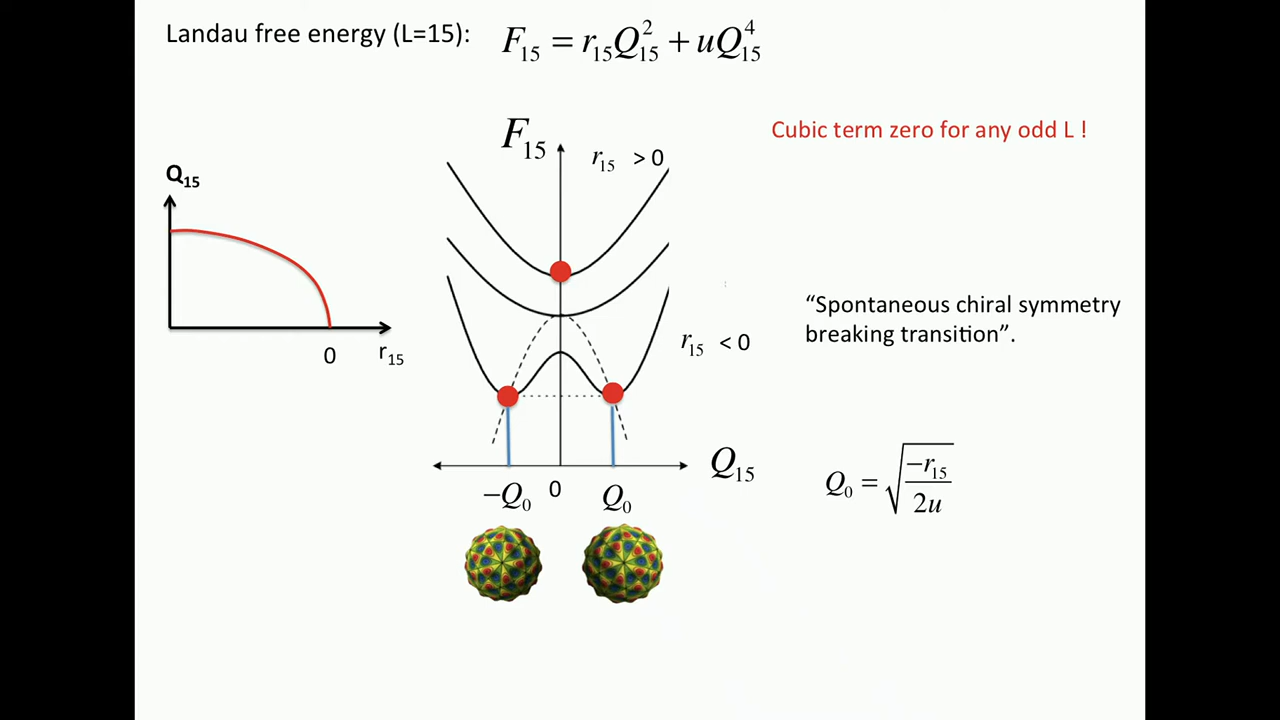 Landau free energy (L=15): F₁₅ = r₁₅Q₁₅² + uQ₁₅⁴
Cubic term zero for any odd L !
F₁₅
r₁₅ > 0
Q₁₅
0
r₁₅
r₁₅ < 0
“Spontaneous chiral symmetry
breaking transition”.
Q₁₅
−Q₀ 0 Q₀
Q₀ = √(−r₁₅/2u)